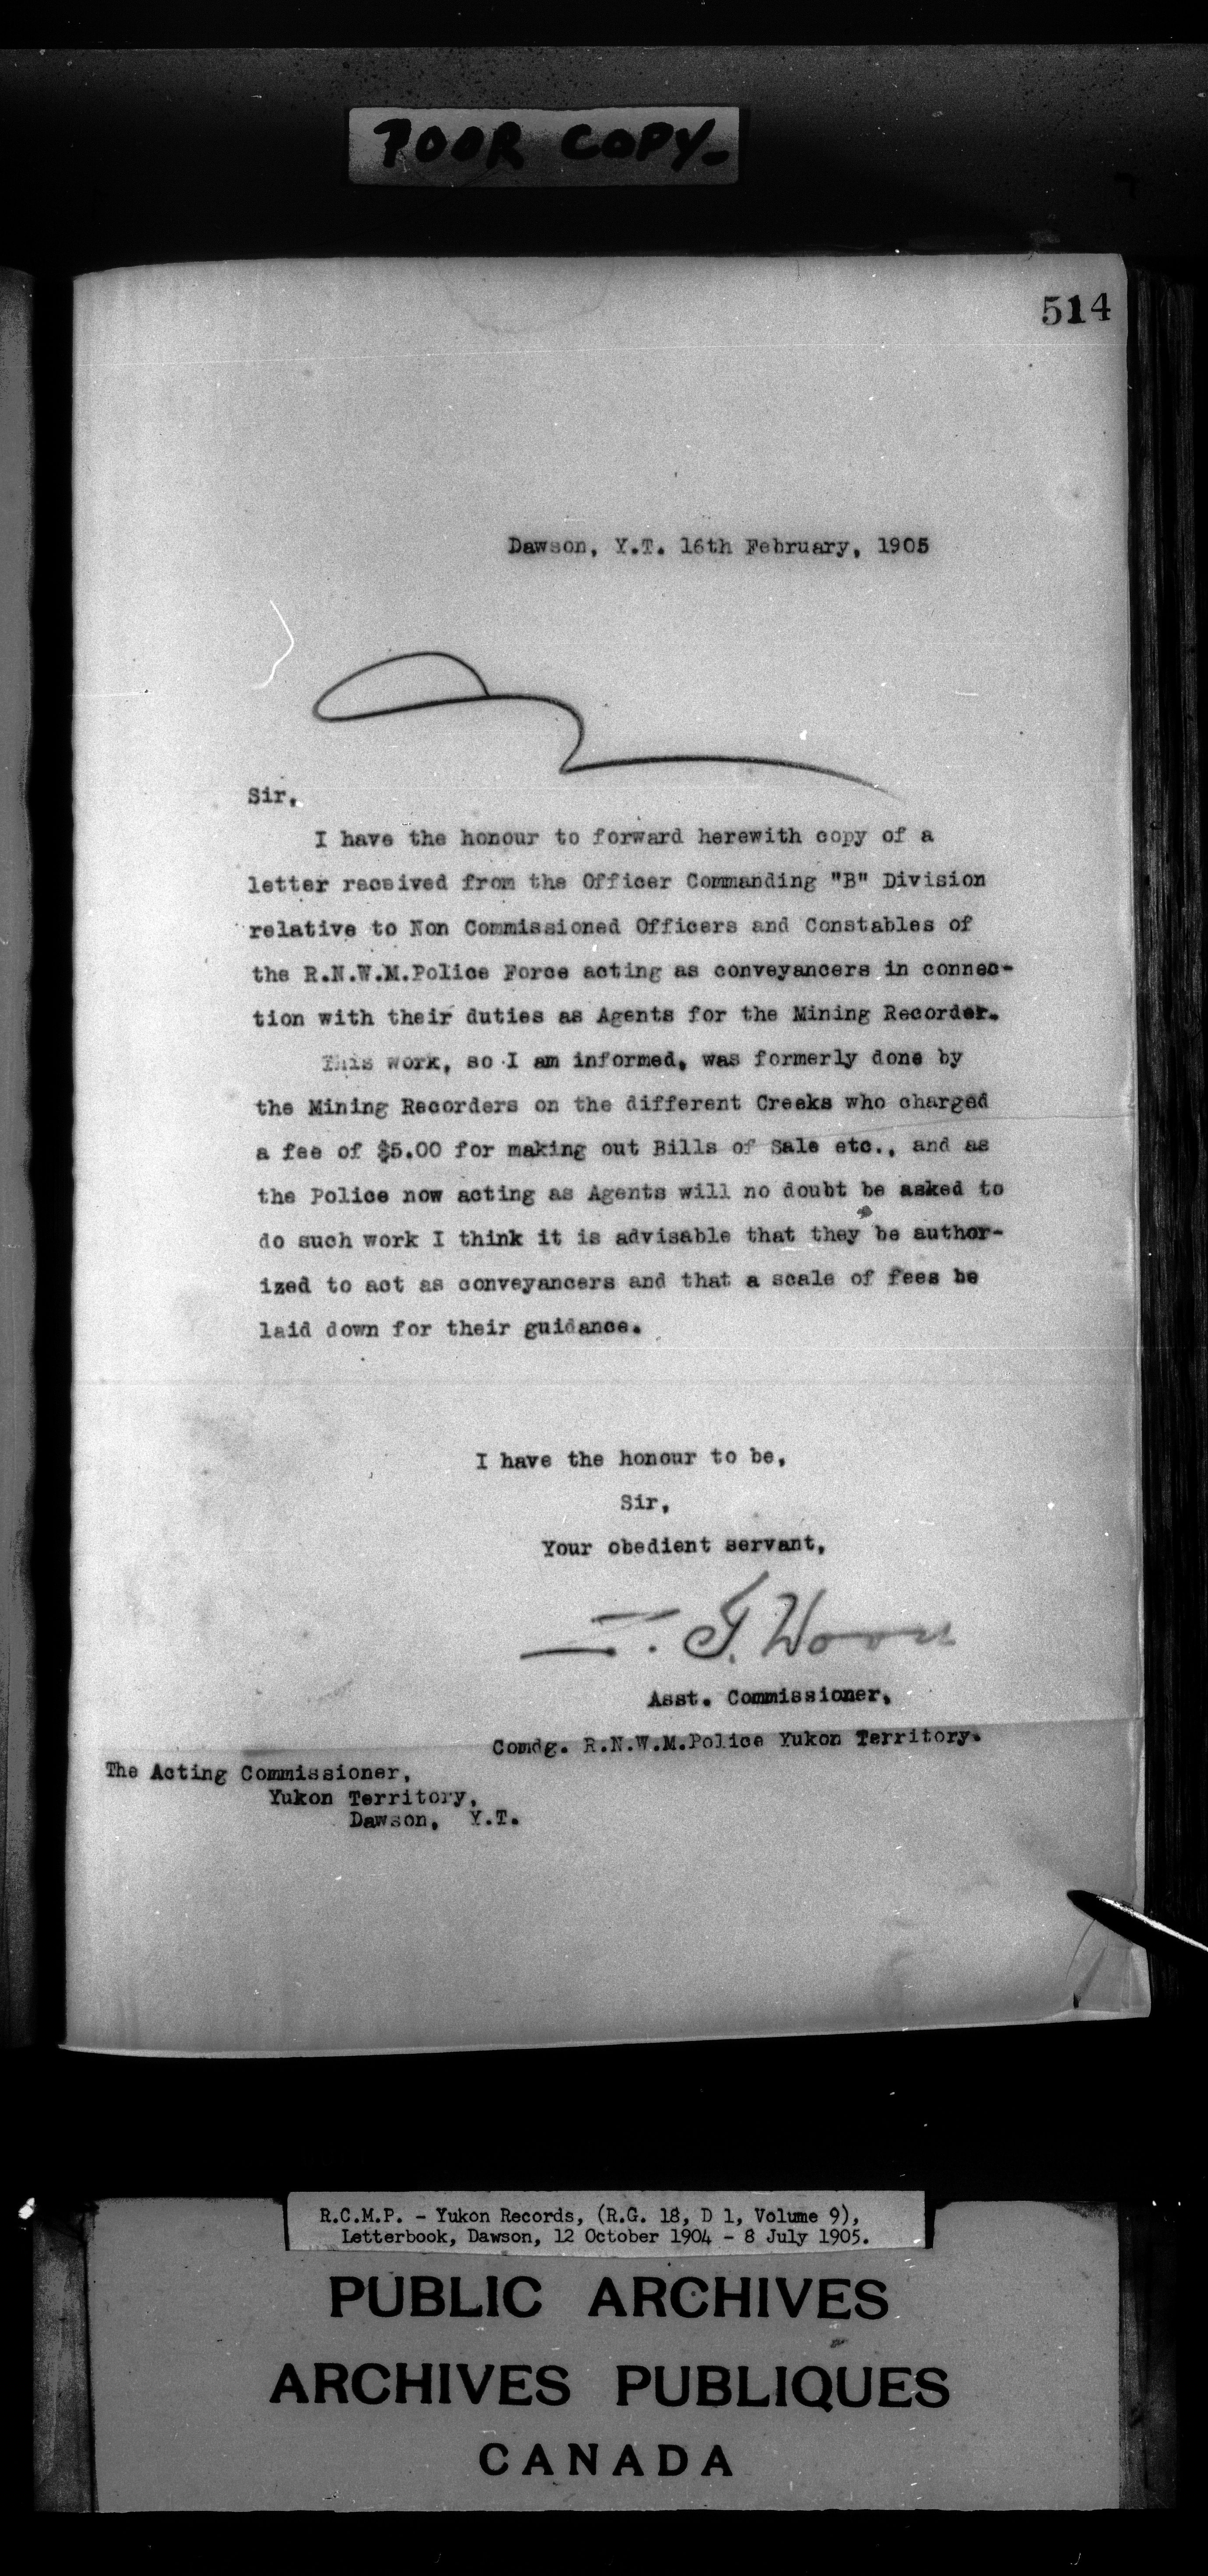 POOR COPY-
514
Dawson, Y.T. 16th February, 1905
Sir,
I have the honour to forward herewith copy of a
letter received from the Officer Commanding "B" Division
relative to Non Commissioned Officers and Constables of
the R.N.W.M.Police Force acting as conveyancers in connec-
tion with their duties as Agents for the Mining Recorder.
This work, so I am informed, was formerly done by
the Mining Recorders on the different Creeks who charged
a fee of $5.00 for making out Bills of Sale etc., and as
the Police now acting as Agents will no doubt be asked to
do such work I think it is advisable that they be author-
ized to act as conveyancers and that a scale of fees be
laid down for their guidance.
I have the honour to be,
Sir,
Your obedient servant,
Wood
Asst. Commissioner,
Comdg. R.N.W.M.Police Yukon Territory.
The Acting Commissioner,
Yukon Territory,
Dawson, Y.T.
R.C.M.P. - Yukon Records, (R.G. 18, D 1, Volume 9),
Letterbook, Dawson, 12 October 1904 - 8 July 1905.
PUBLIC ARCHIVES
ARCHIVES PUBLIQUES
CANADA